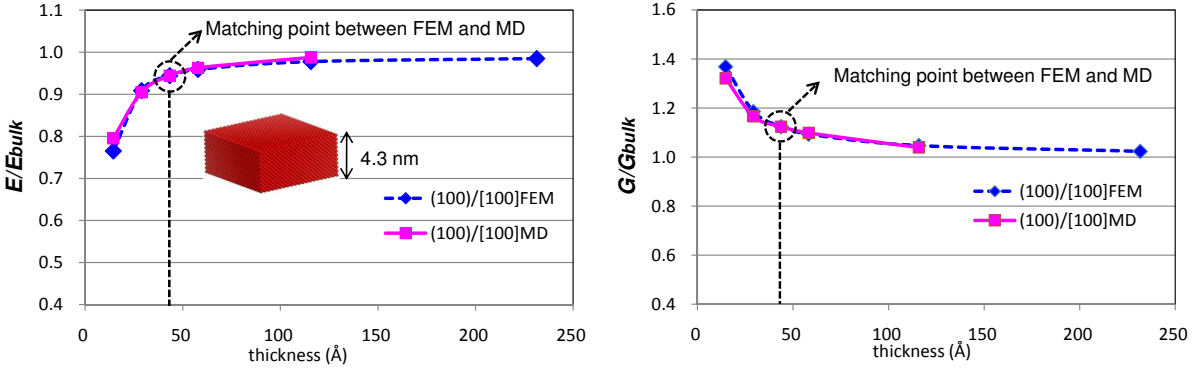 1.1
1.0
0.9
0.8
0.7
0.6
0.5
0.4
E/Ebulk
Matching point between FEM and MD
4.3 nm
(100)/[100]FEM
(100)/[100]MD
0 50 100 150 200 250
thickness (Å)
1.6
1.4
1.2
1.0
0.8
0.6
0.4
G/Gbulk
Matching point between FEM and MD
(100)/[100]FEM
(100)/[100]MD
0 50 100 150 200 250
thickness (Å)